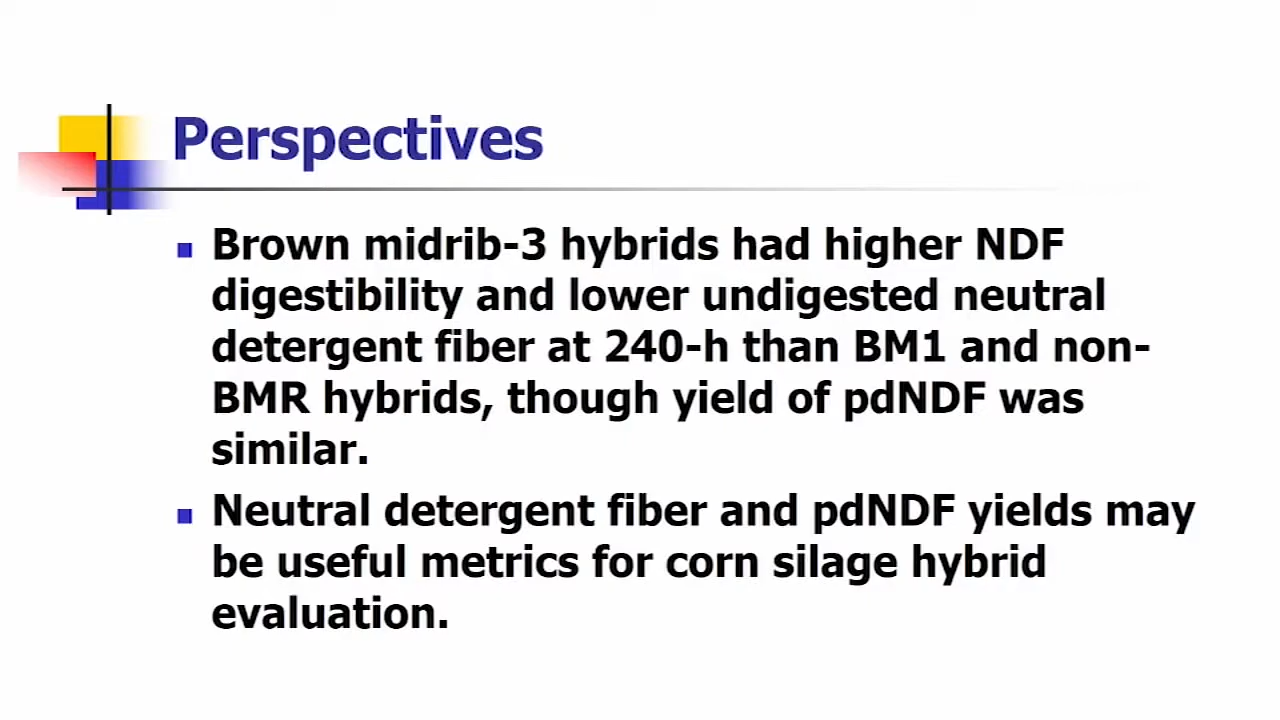 Perspectives
Brown midrib-3 hybrids had higher NDF
digestibility and lower undigested neutral
detergent fiber at 240-h than BM1 and non-
BMR hybrids, though yield of pdNDF was
similar.
Neutral detergent fiber and pdNDF yields may
be useful metrics for corn silage hybrid
evaluation.